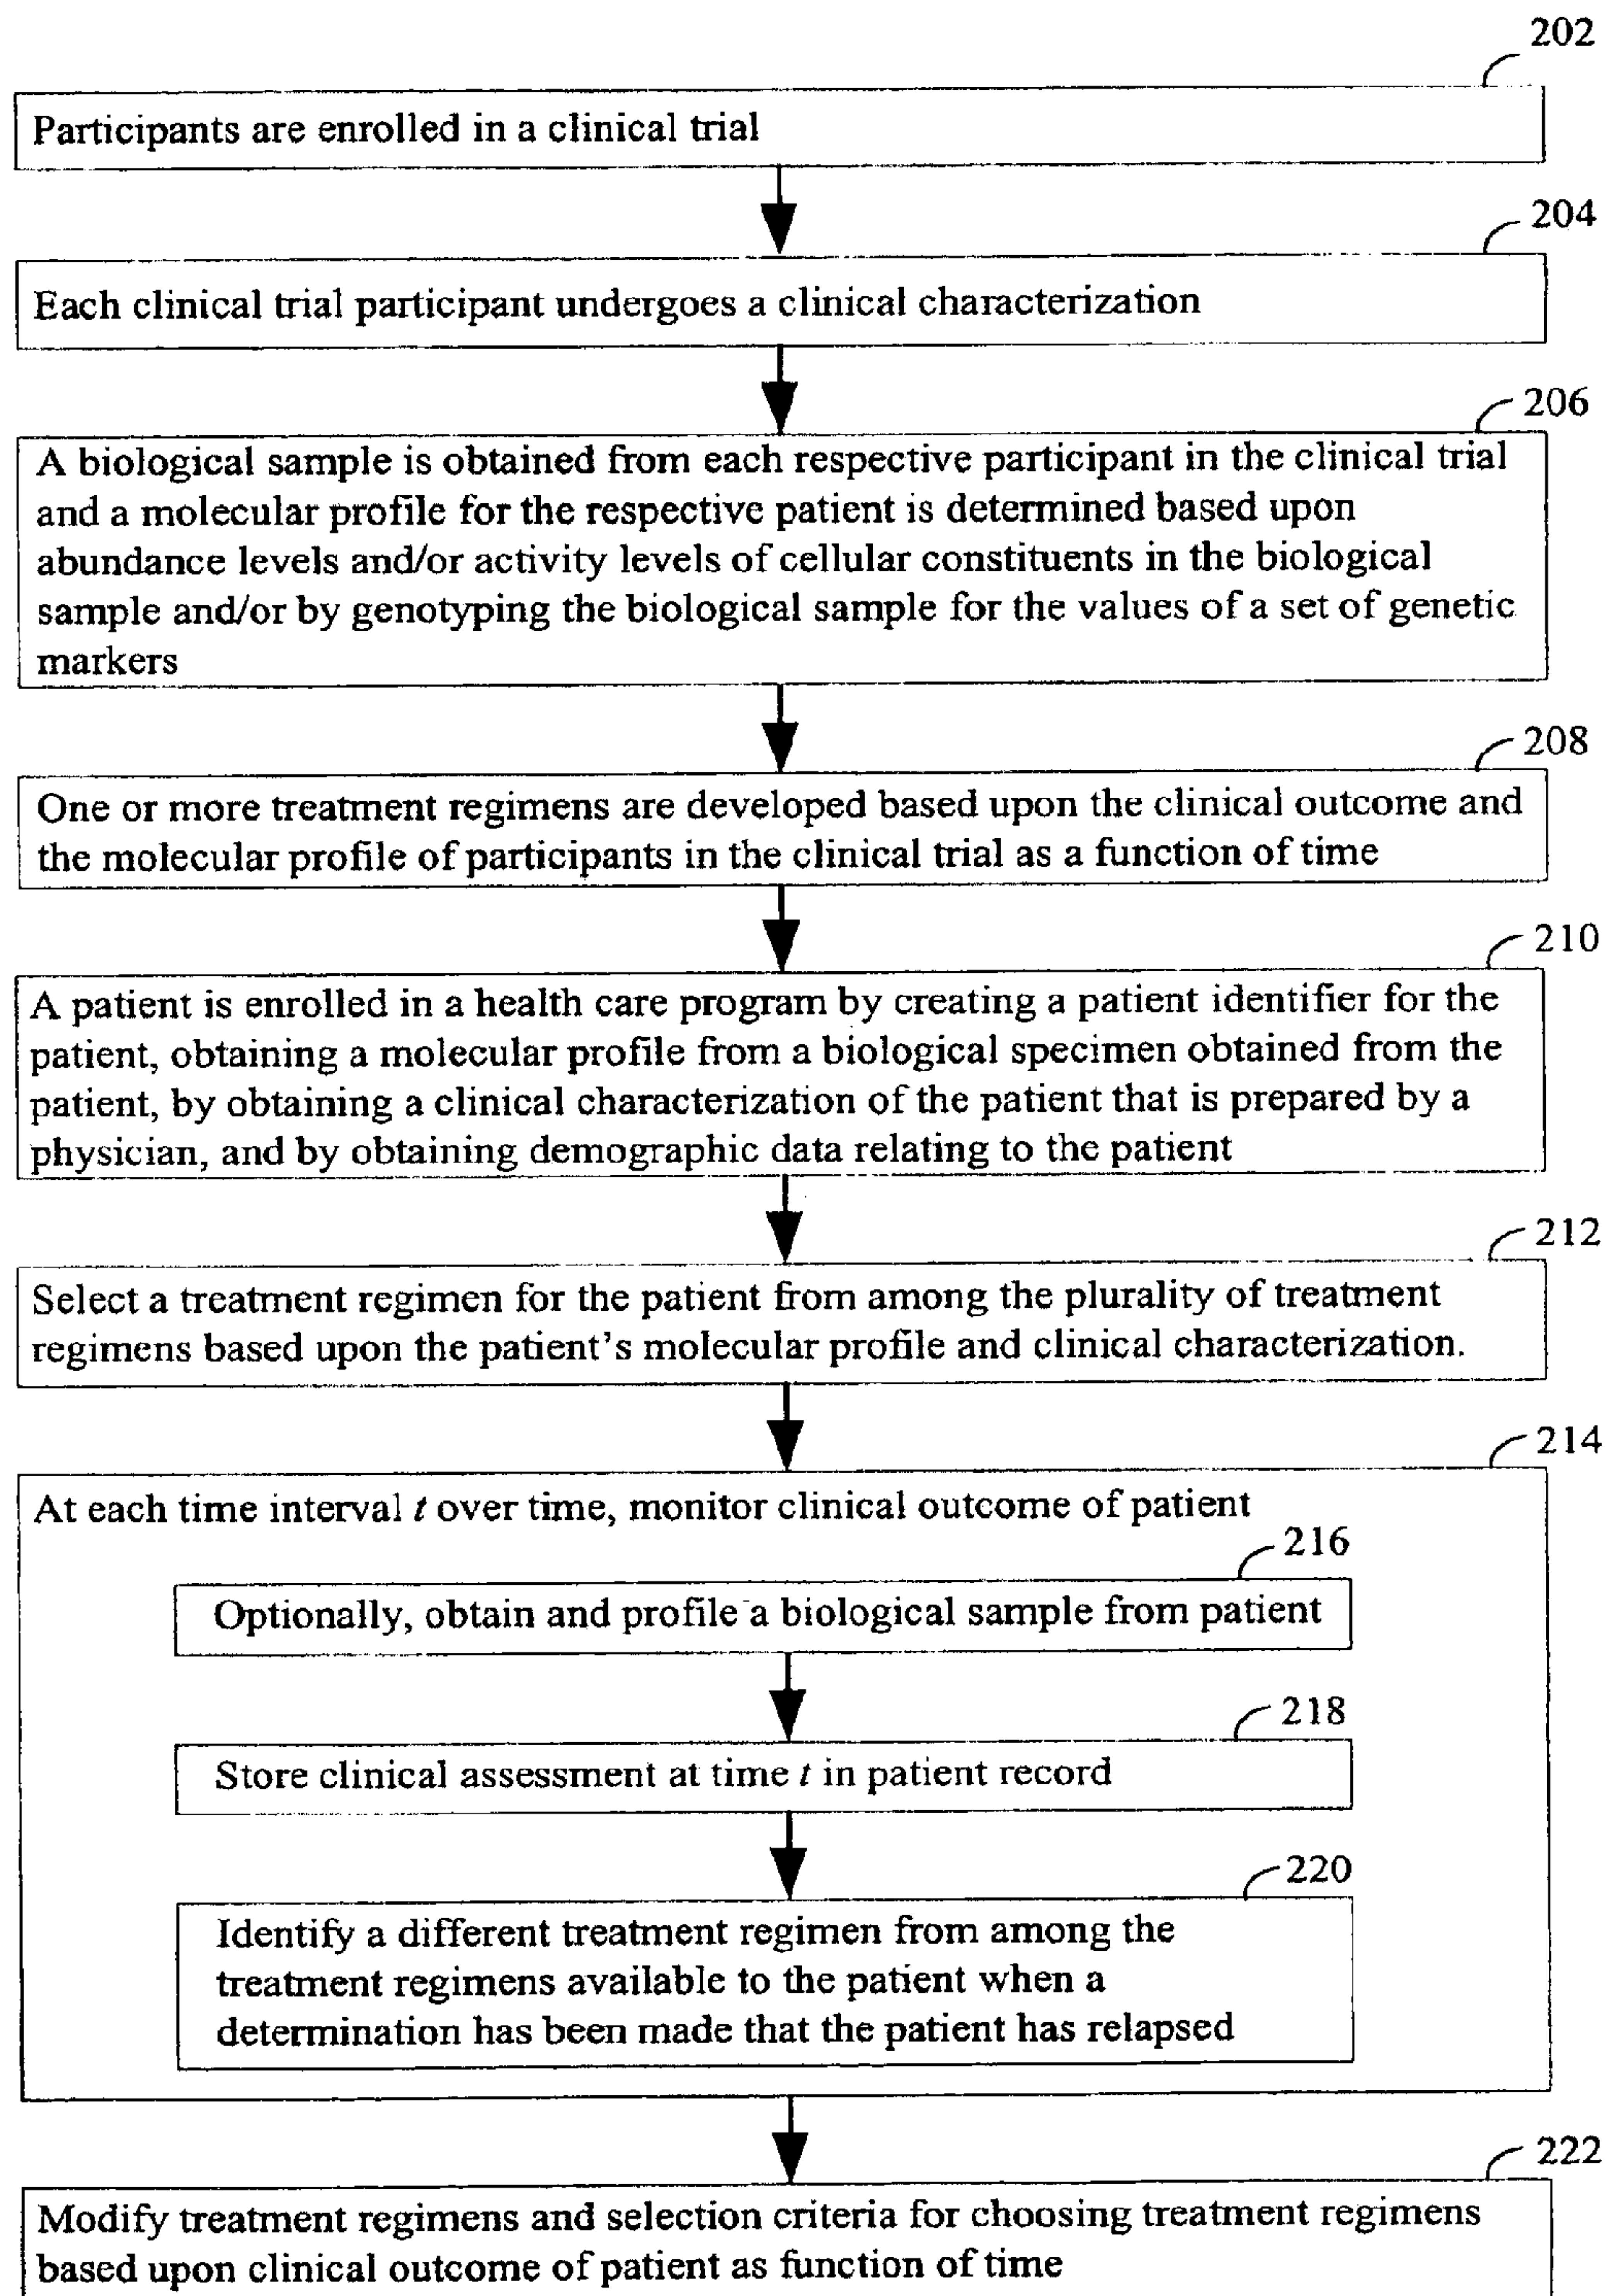 202
Participants are enrolled in a clinical trial
204
Each clinical trial participant undergoes a clinical characterization
206
A biological sample is obtained from each respective participant in the clinical trial
and a molecular profile for the respective patient is determined based upon
abundance levels and/or activity levels of cellular constituents in the biological
sample and/or by genotyping the biological sample for the values of a set of genetic
markers
208
One or more treatment regimens are developed based upon the clinical outcome and
the molecular profile of participants in the clinical trial as a function of time
210
A patient is enrolled in a health care program by creating a patient identifier for the
patient, obtaining a molecular profile from a biological specimen obtained from the
patient, by obtaining a clinical characterization of the patient that is prepared by a
physician, and by obtaining demographic data relating to the patient
212
Select a treatment regimen for the patient from among the plurality of treatment
regimens based upon the patient's molecular profile and clinical characterization.
214
At each time interval t over time, monitor clinical outcome of patient
216
Optionally, obtain and profile a biological sample from patient
218
Store clinical assessment at time t in patient record
220
Identify a different treatment regimen from among the
treatment regimens available to the patient when a
determination has been made that the patient has relapsed
222
Modify treatment regimens and selection criteria for choosing treatment regimens
based upon clinical outcome of patient as function of time